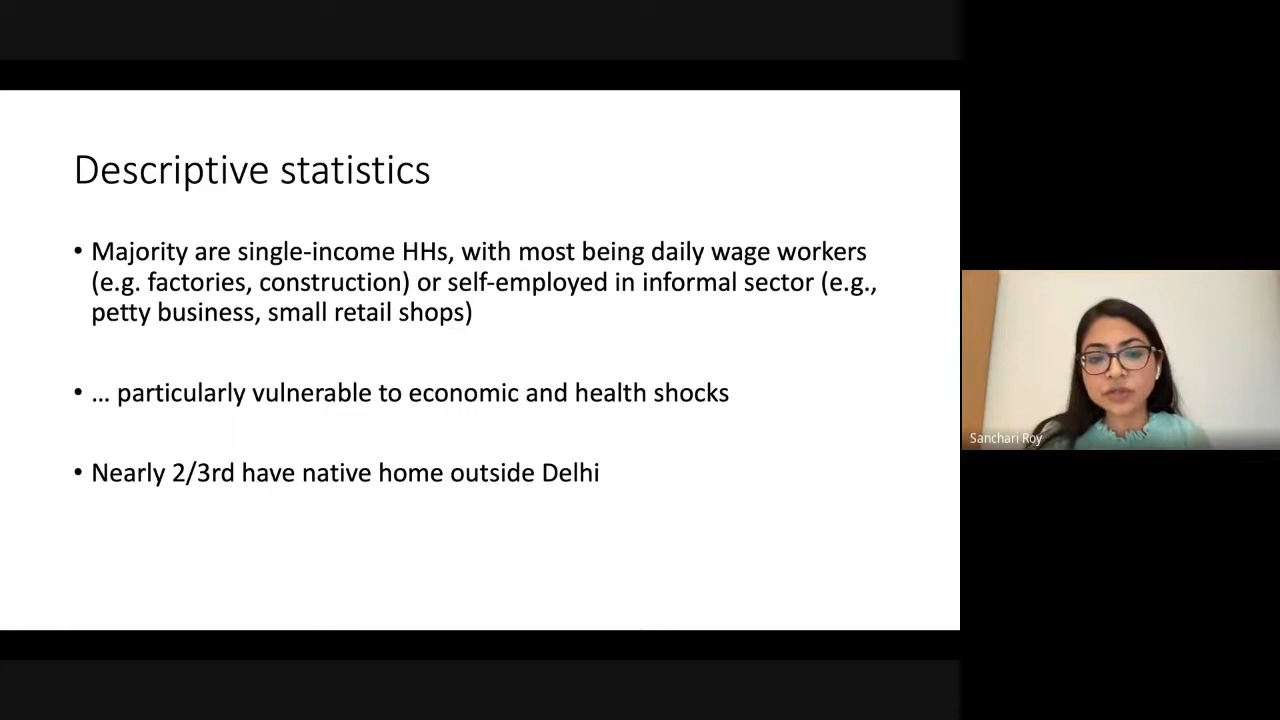 Descriptive statistics
• Majority are single-income HHs, with most being daily wage workers
(e.g. factories, construction) or self-employed in informal sector (e.g.,
petty business, small retail shops)
• … particularly vulnerable to economic and health shocks
• Nearly 2/3rd have native home outside Delhi
Sanchari Roy